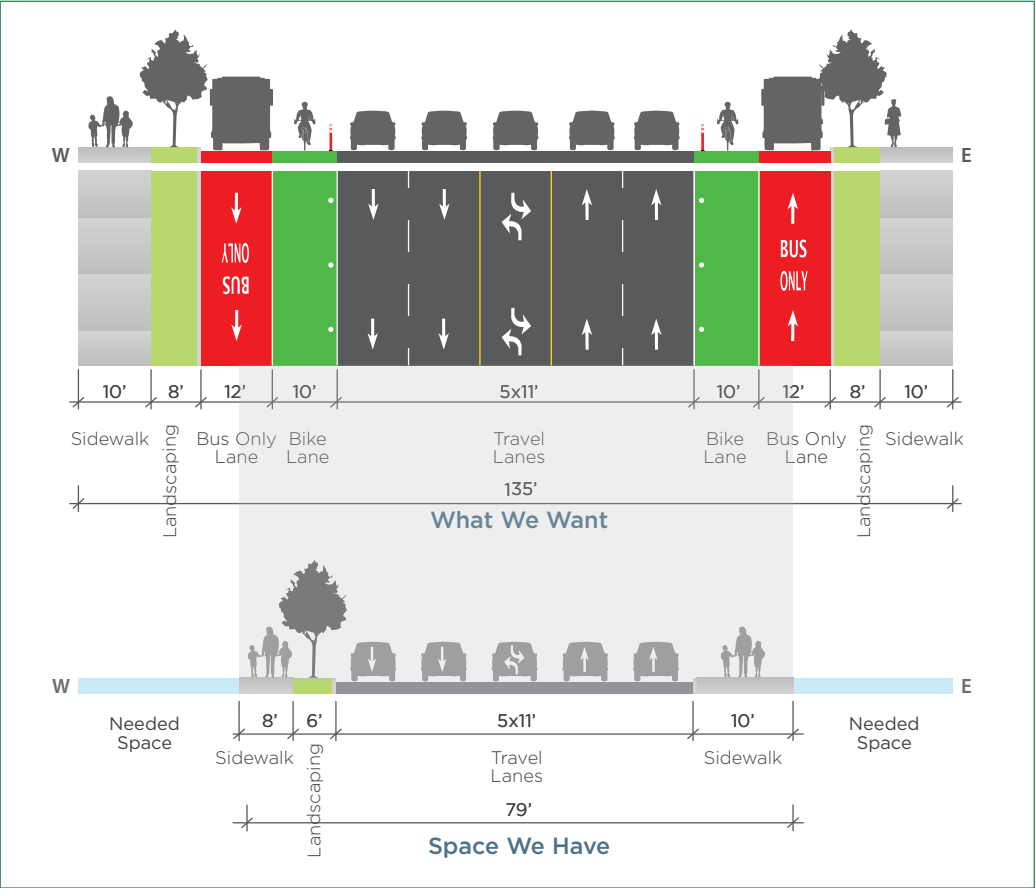 W
E
ONLY
BUS
BUS
ONLY
10' 8' 12' 10' 5x11' 10' 12' 8' 10'
Sidewalk
Landscaping
Bus Only
Lane
Bike
Lane
Travel
Lanes
Bike
Lane
Bus Only
Lane
Landscaping
Sidewalk
135'
What We Want
W
E
Needed
Space
8' 6' 5x11' 10'
Sidewalk
Landscaping
Travel
Lanes
Sidewalk
Needed
Space
79'
Space We Have